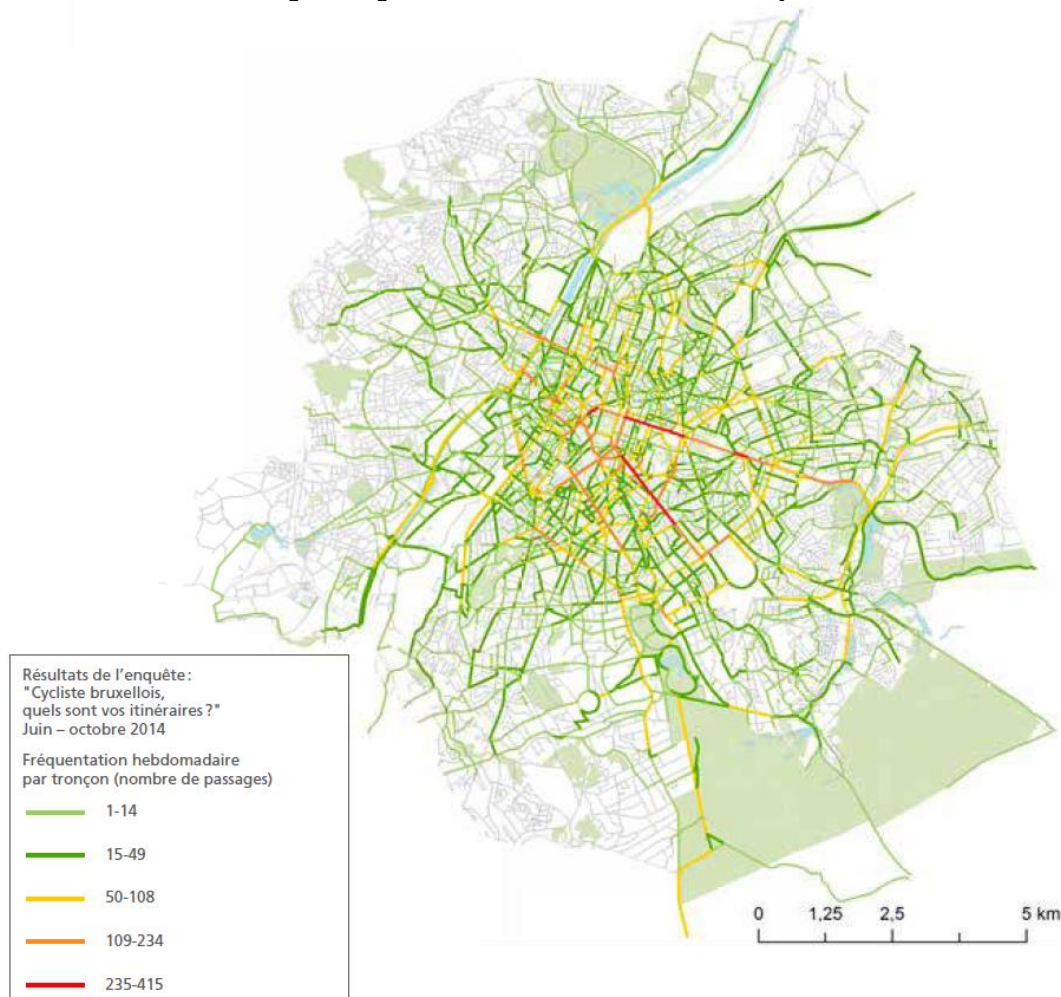 Résultats de l'enquête :
"Cycliste bruxellois,
quels sont vos itinéraires ?"
Juin – octobre 2014
Fréquentation hebdomadaire
par tronçon (nombre de passages)
1-14
15-49
50-108
109-234
235-415
0 1,25 2,5 5 km